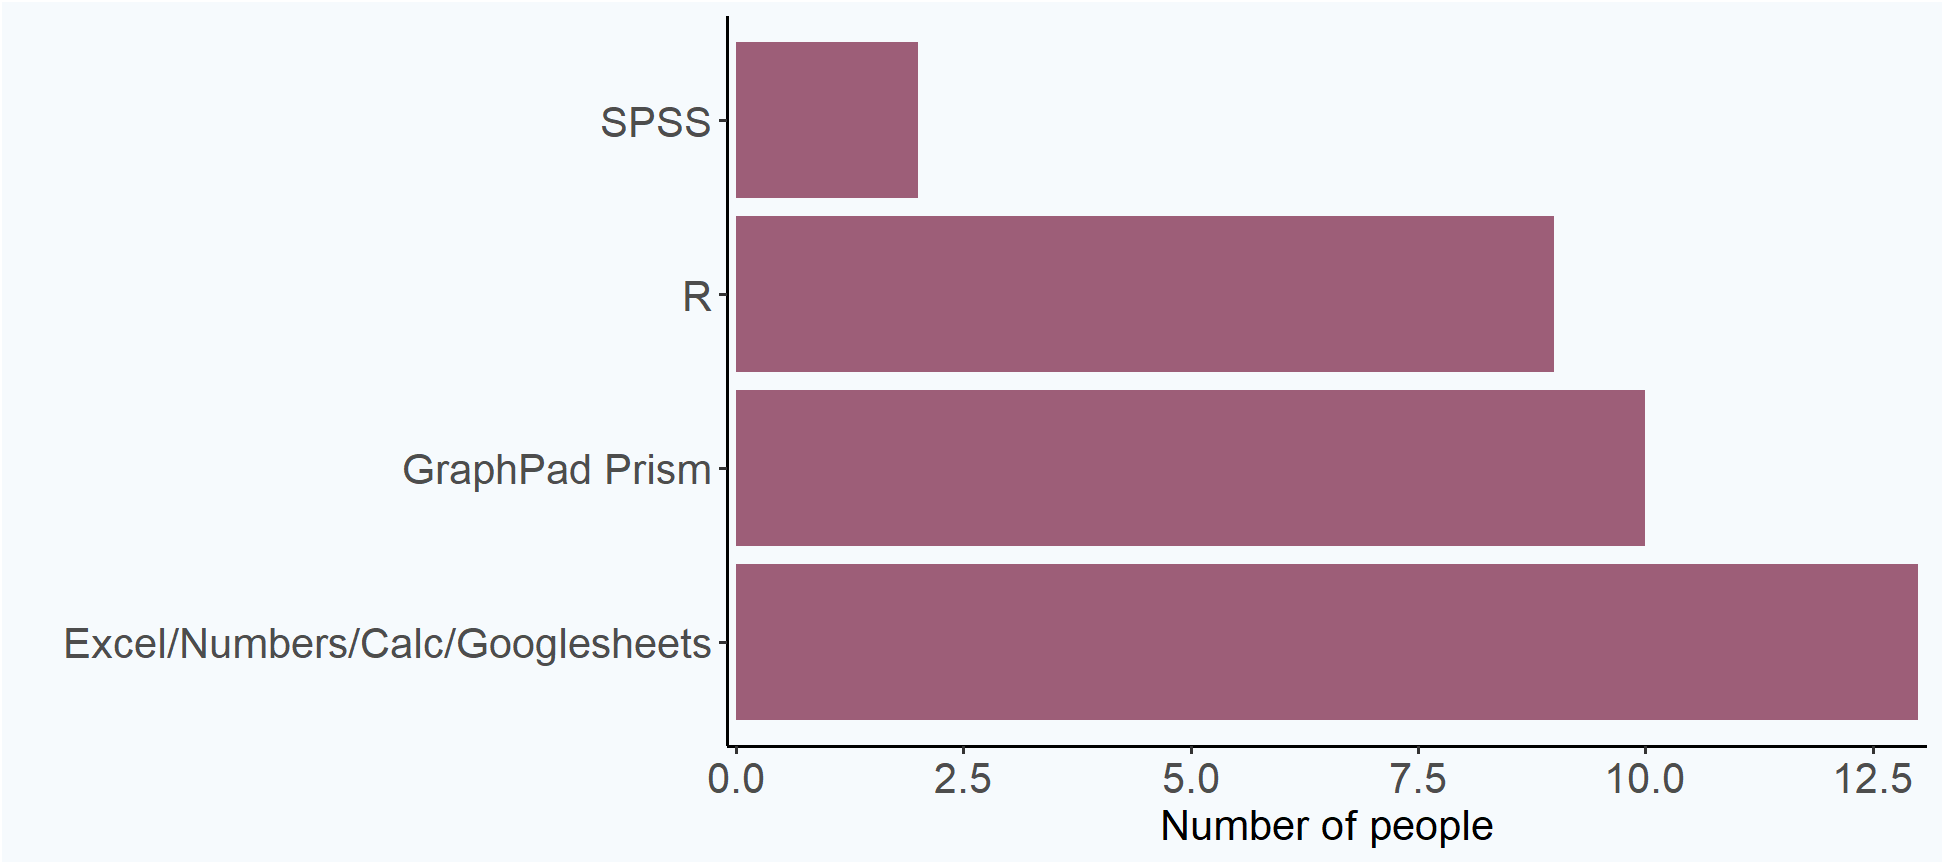 SPSS
R
GraphPad Prism
Excel/Numbers/Calc/Googlesheets
0.0 2.5 5.0 7.5 10.0 12.5
Number of people